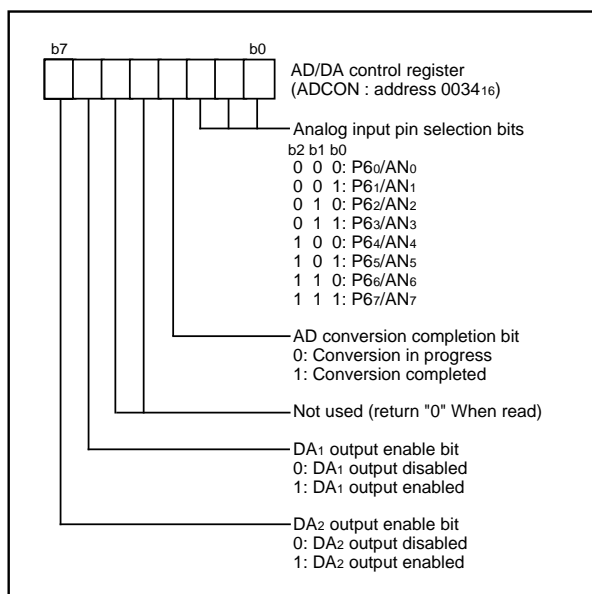 b7 b0
AD/DA control register
(ADCON : address 003416)
Analog input pin selection bits
b2 b1 b0
0 0 0: P60/AN0
0 0 1: P61/AN1
0 1 0: P62/AN2
0 1 1: P63/AN3
1 0 0: P64/AN4
1 0 1: P65/AN5
1 1 0: P66/AN6
1 1 1: P67/AN7
AD conversion completion bit
0: Conversion in progress
1: Conversion completed
Not used (return "0" When read)
DA1 output enable bit
0: DA1 output disabled
1: DA1 output enabled
DA2 output enable bit
0: DA2 output disabled
1: DA2 output enabled